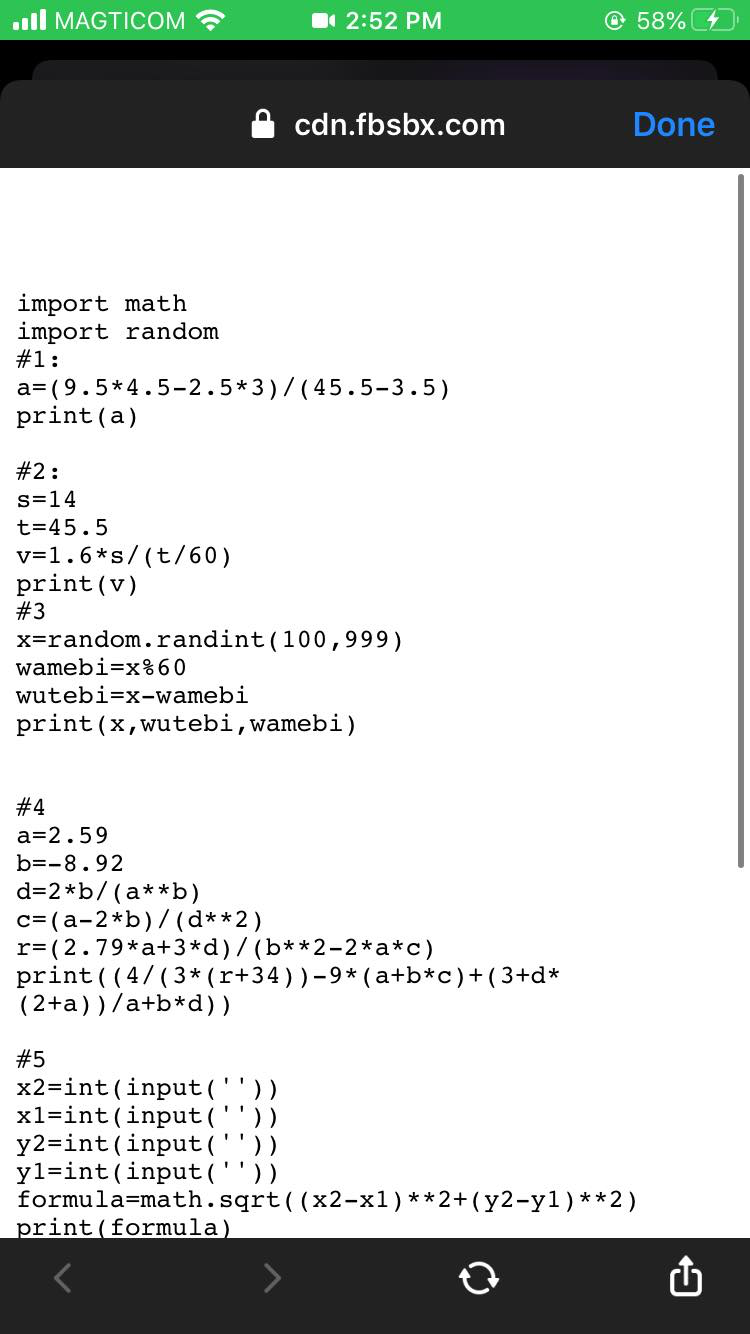 MAGTICOM 2:52 PM 58%
cdn.fbsbx.com Done
import math
import random
#1:
a=(9.5*4.5-2.5*3)/(45.5-3.5)
print(a)
#2:
s=14
t=45.5
v=1.6*s/(t/60)
print(v)
#3
x=random.randint(100,999)
wamebi=x%60
wutebi=x-wamebi
print(x,wutebi,wamebi)
#4
a=2.59
b=-8.92
d=2*b/(a**b)
c=(a-2*b)/(d**2)
r=(2.79*a+3*d)/(b**2-2*a*c)
print((4/(3*(r+34))-9*(a+b*c)+(3+d*
(2+a))/a+b*d))
#5
x2=int(input(''))
x1=int(input(''))
y2=int(input(''))
y1=int(input(''))
formula=math.sqrt((x2-x1)**2+(y2-y1)**2)
print(formula)